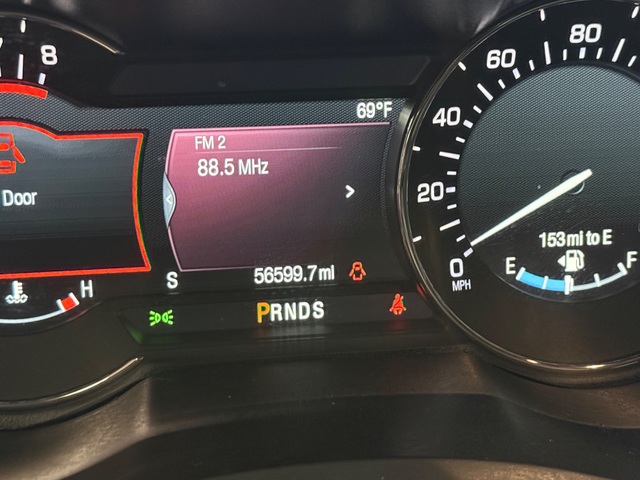 7
8
60
80
69°F
40
FM 2
88.5 MHz
20
Door
153mi to E
S
56599.7mi
0
MPH
E
F
H
PRNDS